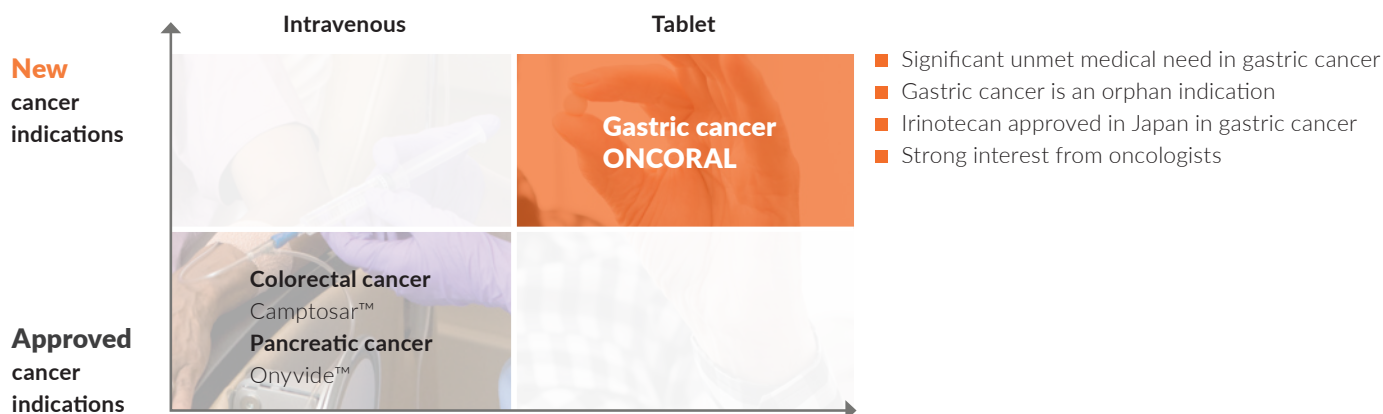 Intravenous
Tablet
New
cancer
indications
Gastric cancer
ONCORAL
Significant unmet medical need in gastric cancer
Gastric cancer is an orphan indication
Irinotecan approved in Japan in gastric cancer
Strong interest from oncologists
Approved
cancer
indications
Colorectal cancer
Camptosar™
Pancreatic cancer
Onyvide™